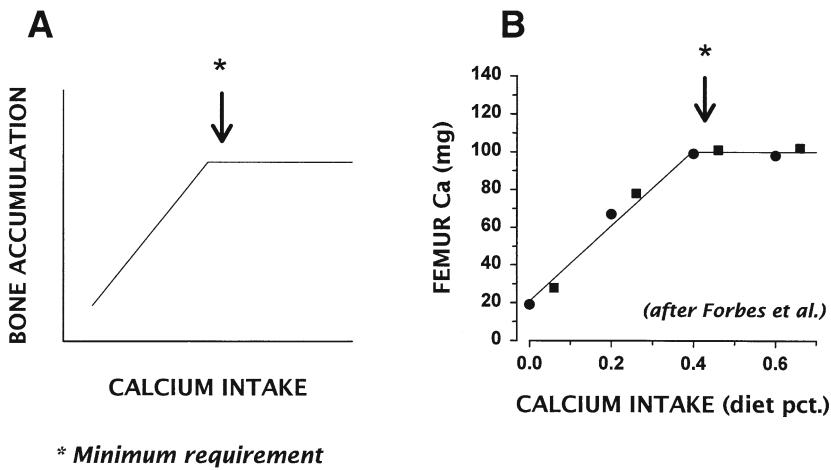 A
*
BONE ACCUMULATION
CALCIUM INTAKE
* Minimum requirement
B
*
140
120
100
80
60
40
20
0
FEMUR Ca (mg)
(after Forbes et al.)
0.0 0.2 0.4 0.6
CALCIUM INTAKE (diet pct.)